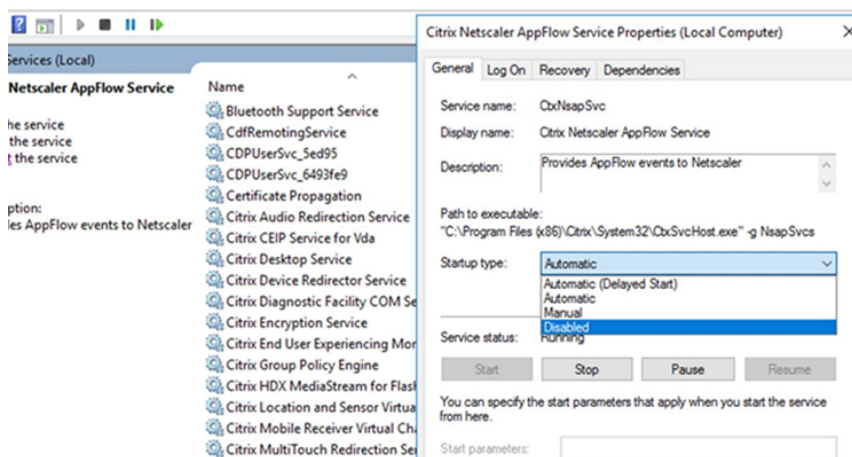 Services (Local)
Netscaler AppFlow Service
he service
the service
t the service
ption:
les AppFlow events to Netscaler
Name
Bluetooth Support Service
CdfRemotingService
CDPUserSvc_5ed95
CDPUserSvc_6493fe9
Certificate Propagation
Citrix Audio Redirection Service
Citrix CEIP Service for Vda
Citrix Desktop Service
Citrix Device Redirector Service
Citrix Diagnostic Facility COM Se
Citrix Encryption Service
Citrix End User Experiencing Mor
Citrix Group Policy Engine
Citrix HDX MediaStream for Flash
Citrix Location and Sensor Virtua
Citrix Mobile Receiver Virtual Cha
Citrix MultiTouch Redirection Ser
Citrix Netscaler AppFlow Service Properties (Local Computer)
General Log On Recovery Dependencies
Service name: CtxNsapSvc
Display name: Citrix Netscaler AppFlow Service
Description: Provides AppFlow events to Netscaler
Path to executable:
"C:\Program Files (x86)\Citrix\System32\CtxSvcHost.exe" -g NsapSvcs
Startup type: Automatic
Automatic (Delayed Start)
Automatic
Manual
Disabled
Service status: Running
Start Stop Pause Resume
You can specify the start parameters that apply when you start the service
from here.
Start parameters: